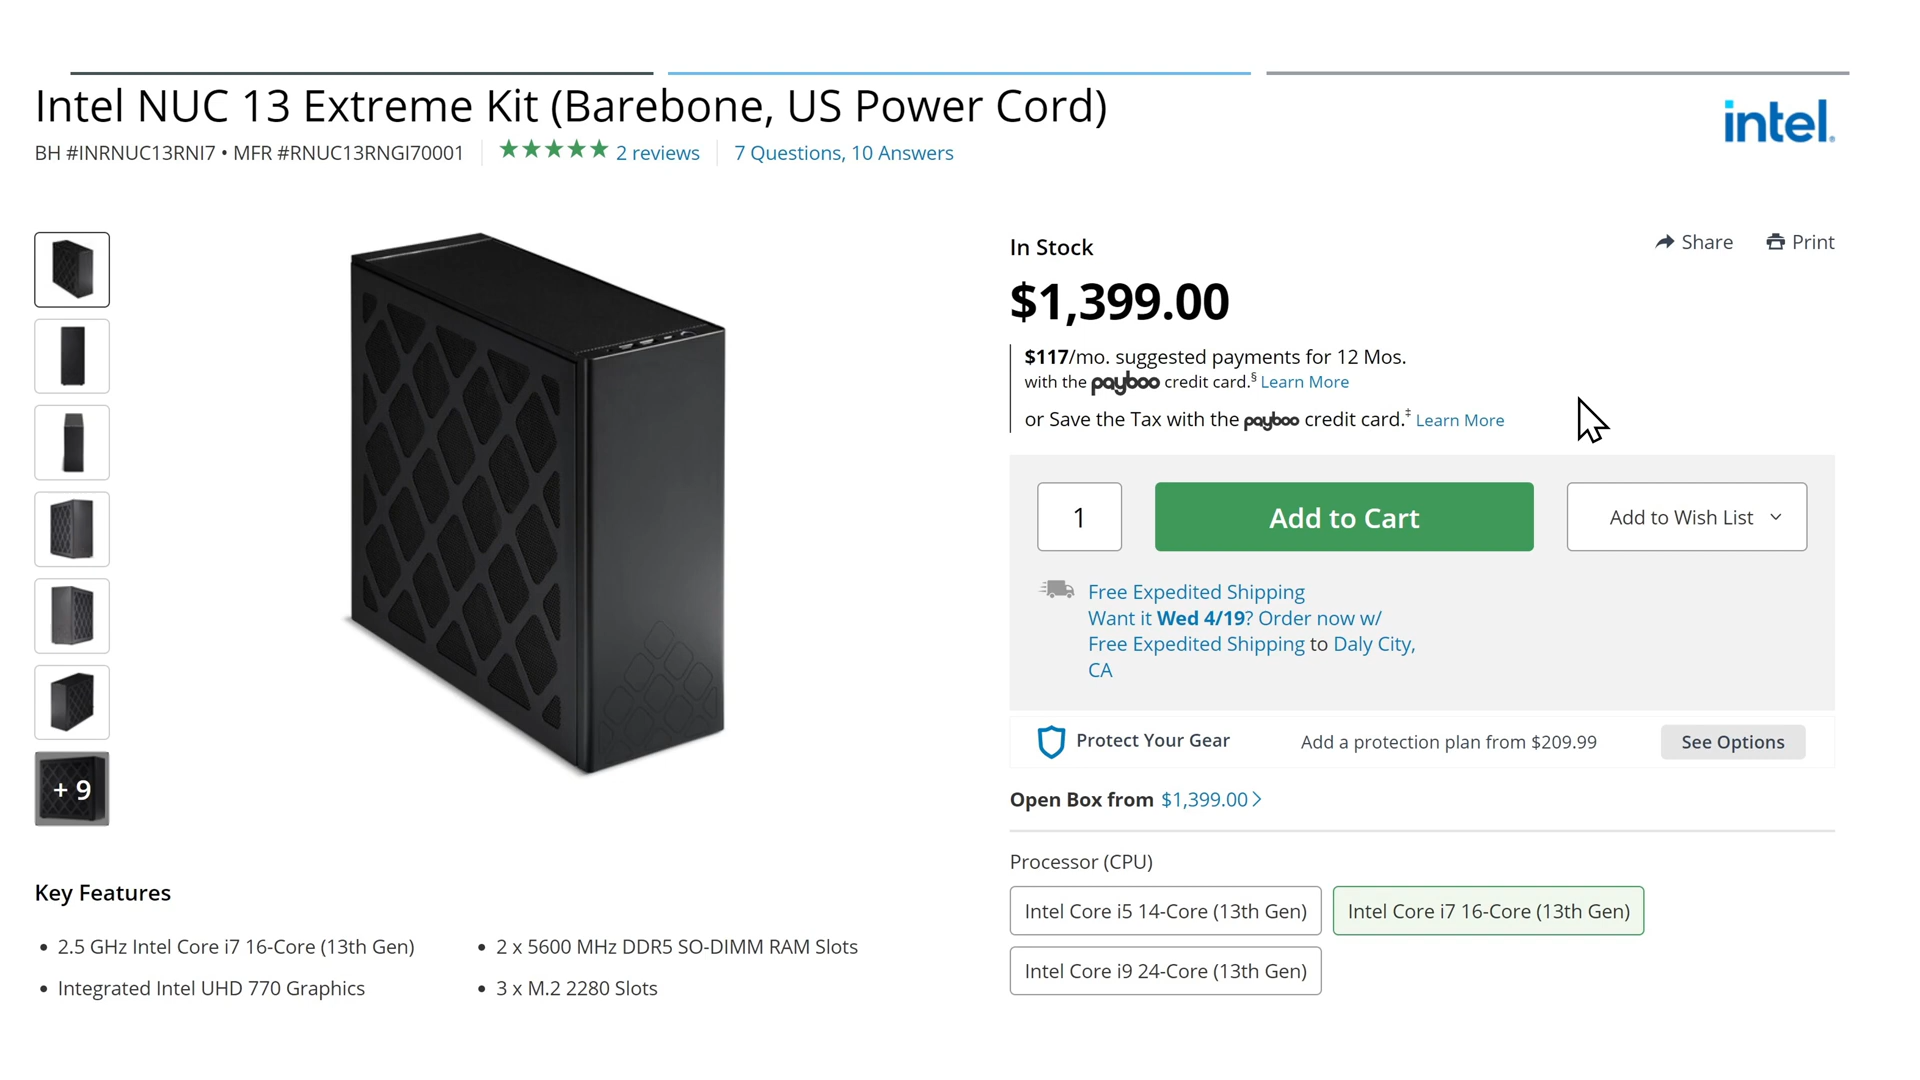 Intel NUC 13 Extreme Kit (Barebone, US Power Cord)
BH #INRNUC13RNI7 • MFR #RNUC13RNGI70001
2 reviews
7 Questions, 10 Answers
intel.
In Stock
Share
Print
$1,399.00
$117/mo. suggested payments for 12 Mos.
with the payboo credit card.§ Learn More
or Save the Tax with the payboo credit card.‡ Learn More
1
Add to Cart
Add to Wish List
Free Expedited Shipping
Want it Wed 4/19? Order now w/
Free Expedited Shipping to Daly City,
CA
Protect Your Gear
Add a protection plan from $209.99
See Options
Open Box from $1,399.00
+ 9
Processor (CPU)
Intel Core i5 14-Core (13th Gen)
Intel Core i7 16-Core (13th Gen)
Intel Core i9 24-Core (13th Gen)
Key Features
• 2.5 GHz Intel Core i7 16-Core (13th Gen)
• Integrated Intel UHD 770 Graphics
• 2 x 5600 MHz DDR5 SO-DIMM RAM Slots
• 3 x M.2 2280 Slots